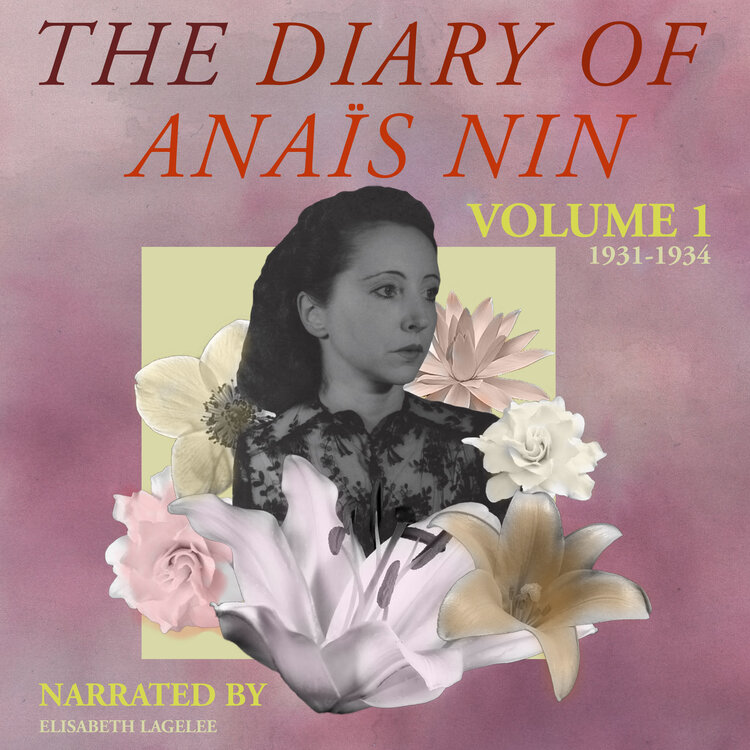 THE DIARY OF
ANAÏS NIN
VOLUME 1
1931-1934
NARRATED BY
ELISABETH LAGELEE